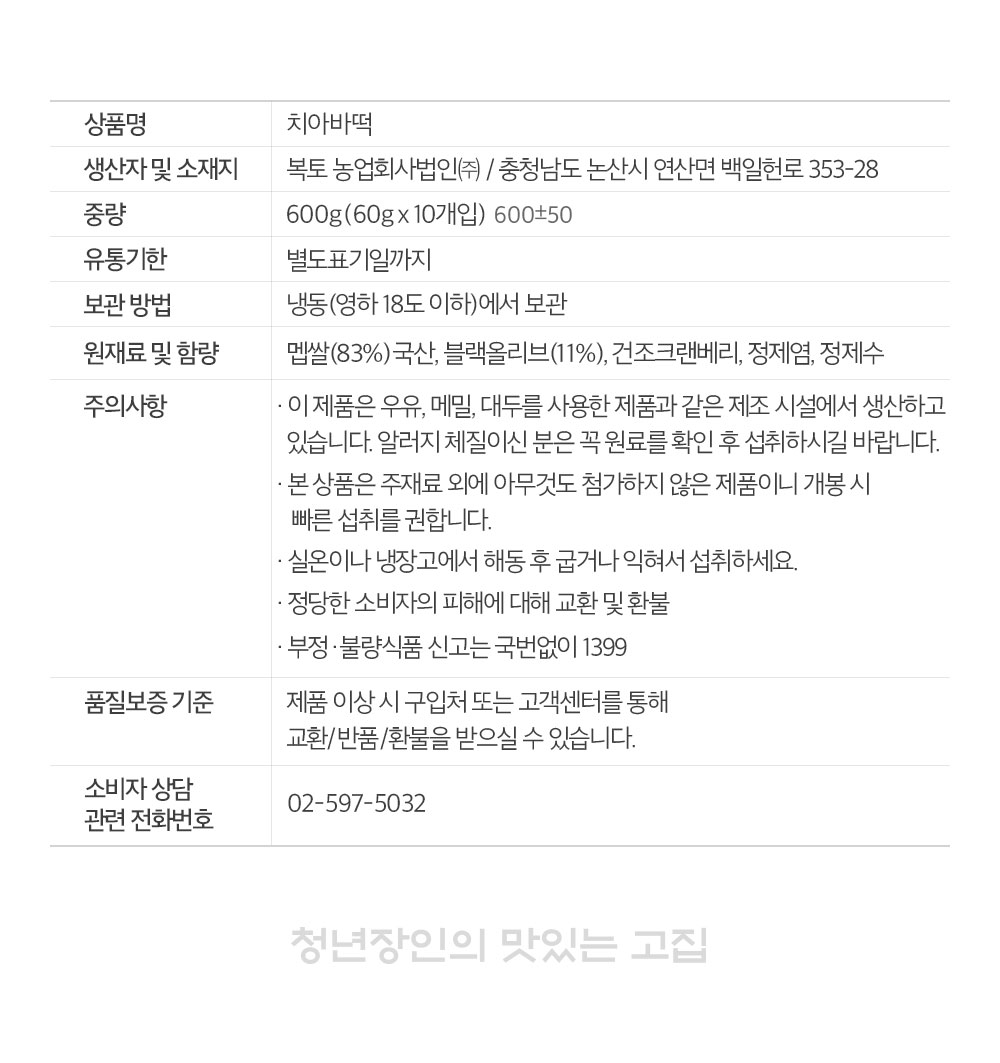 상품명 치아바떡
생산자 및 소재지 복토 농업회사법인㈜ / 충청남도 논산시 연산면 백일헌로 353-28
중량 600g(60g x 10개입) 600±50
유통기한 별도표기일까지
보관 방법 냉동(영하 18도 이하)에서 보관
원재료 및 함량 멥쌀(83%)국산, 블랙올리브(11%), 건조크랜베리, 정제염, 정제수
주의사항 · 이 제품은 우유, 메밀, 대두를 사용한 제품과 같은 제조 시설에서 생산하고
있습니다. 알러지 체질이신 분은 꼭 원료를 확인 후 섭취하시길 바랍니다.
· 본 상품은 주재료 외에 아무것도 첨가하지 않은 제품이니 개봉 시
빠른 섭취를 권합니다.
· 실온이나 냉장고에서 해동 후 굽거나 익혀서 섭취하세요.
· 정당한 소비자의 피해에 대해 교환 및 환불
· 부정·불량식품 신고는 국번없이 1399
품질보증 기준 제품 이상 시 구입처 또는 고객센터를 통해
교환/반품/환불을 받으실 수 있습니다.
소비자 상담
관련 전화번호 02-597-5032
청년장인의 맛있는 고집